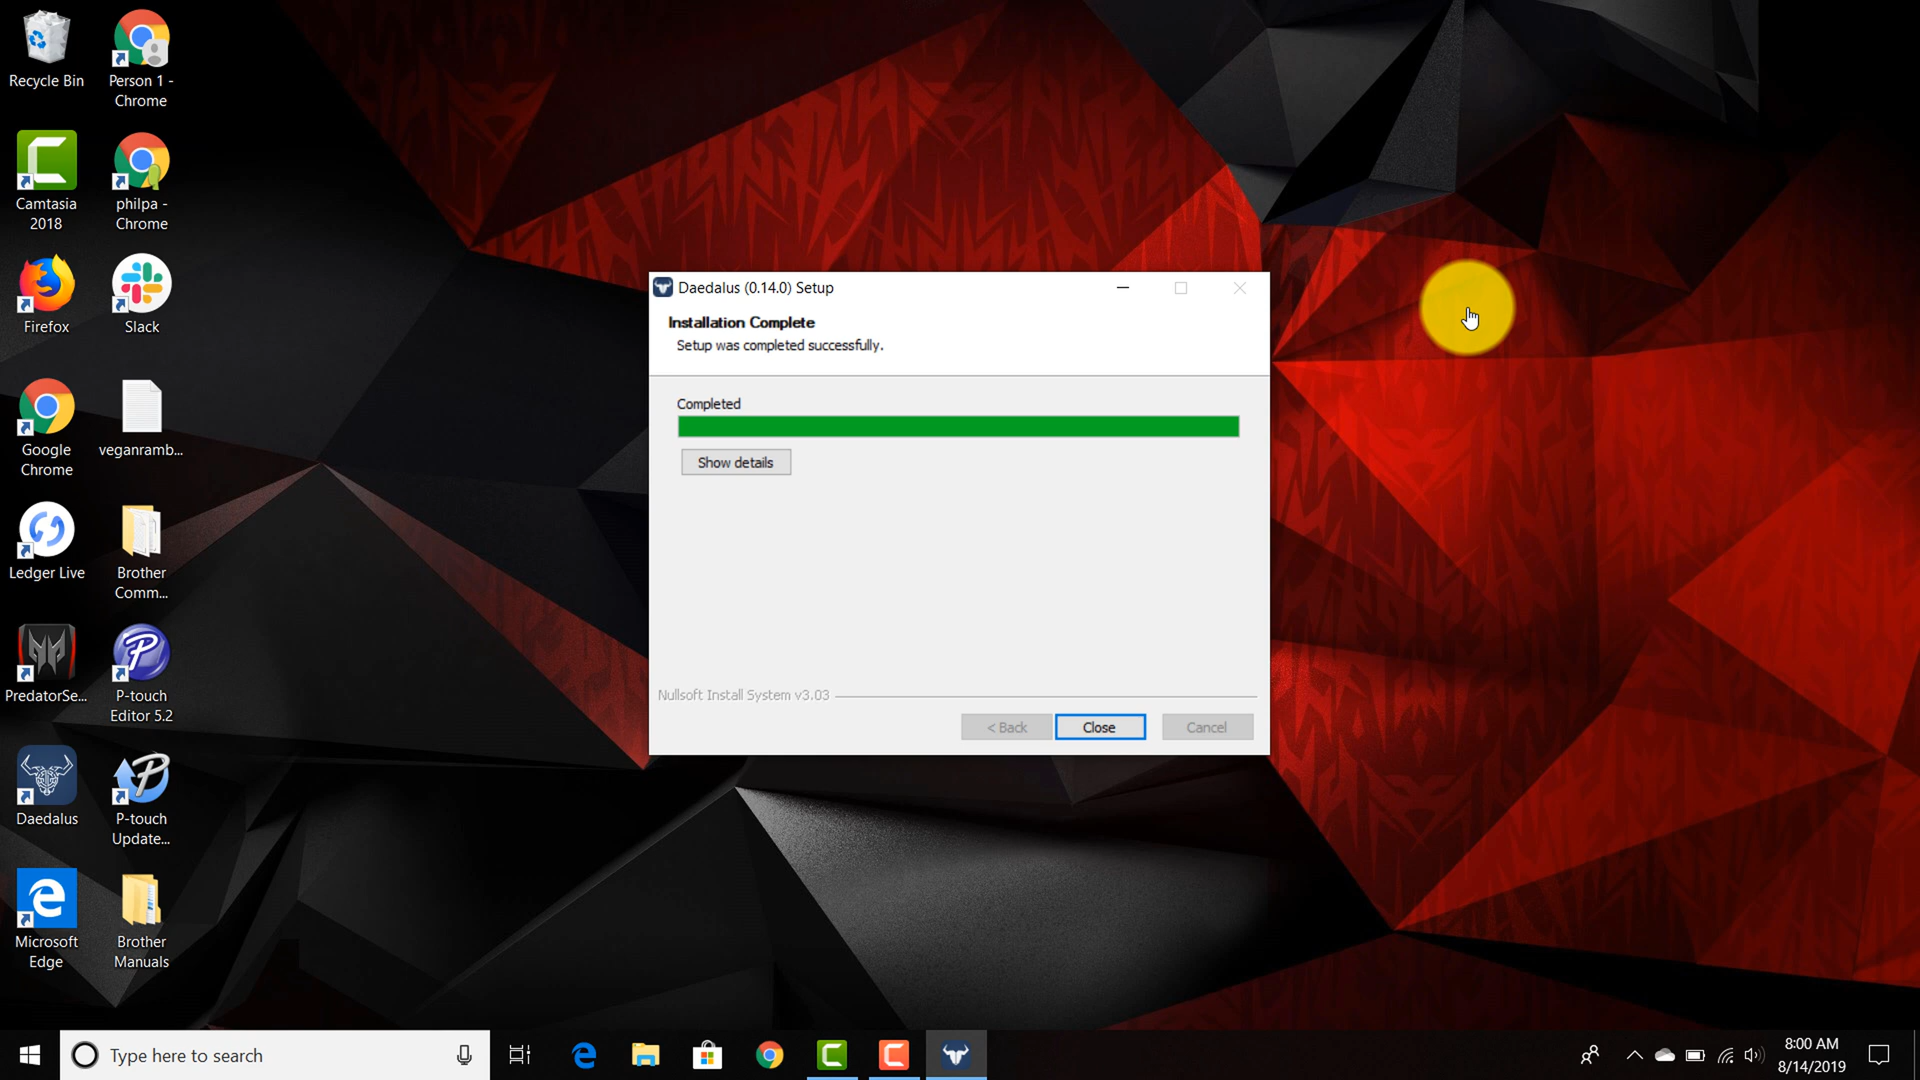 Recycle Bin
Person 1 -
Chrome
Camtasia
2018
philpa -
Chrome
Firefox
Slack
Google
Chrome
veganramb...
Ledger Live
Brother
Comm...
PredatorSe...
P-touch
Editor 5.2
Daedalus
P-touch
Update...
Microsoft
Edge
Brother
Manuals
Daedalus (0.14.0) Setup
Installation Complete
Setup was completed successfully.
Completed
Show details
Nullsoft Install System v3.03
< Back
Close
Cancel
Type here to search
8:00 AM
8/14/2019